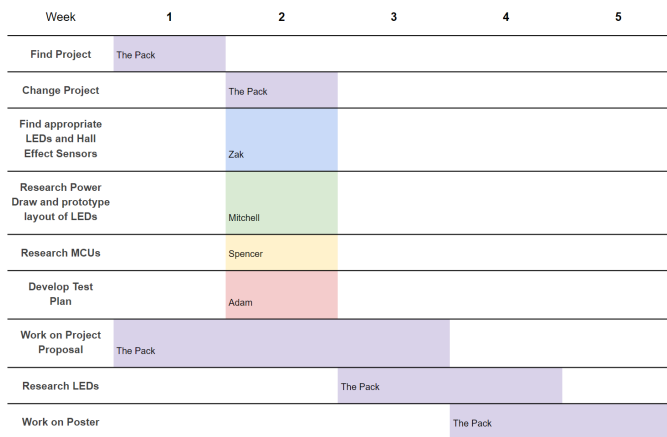 Week 1 2 3 4 5
Find Project The Pack
Change Project The Pack
Find appropriate
LEDs and Hall
Effect Sensors
Zak
Research Power
Draw and prototype
layout of LEDs
Mitchell
Research MCUs Spencer
Develop Test
Plan
Adam
Work on Project
Proposal
The Pack
Research LEDs The Pack
Work on Poster The Pack